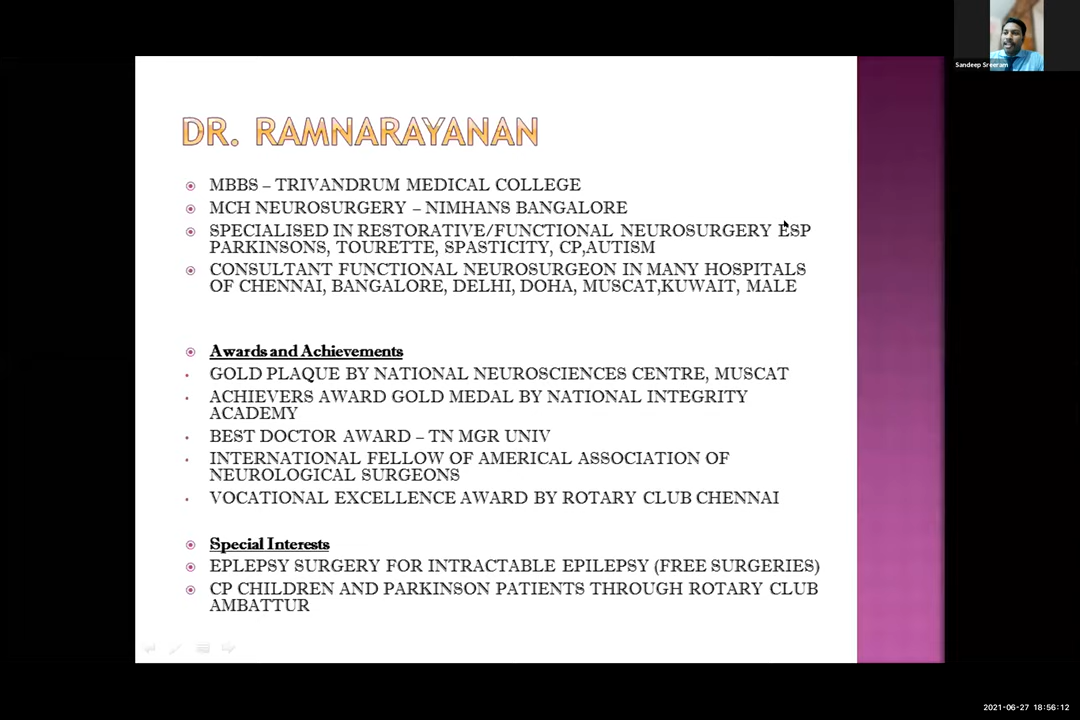 Sandeep Sreeram
DR. RAMNARAYANAN
MBBS – TRIVANDRUM MEDICAL COLLEGE
MCH NEUROSURGERY – NIMHANS BANGALORE
SPECIALISED IN RESTORATIVE/FUNCTIONAL NEUROSURGERY ESP
PARKINSONS, TOURETTE, SPASTICITY, CP,AUTISM
CONSULTANT FUNCTIONAL NEUROSURGEON IN MANY HOSPITALS
OF CHENNAI, BANGALORE, DELHI, DOHA, MUSCAT,KUWAIT, MALE
Awards and Achievements
GOLD PLAQUE BY NATIONAL NEUROSCIENCES CENTRE, MUSCAT
ACHIEVERS AWARD GOLD MEDAL BY NATIONAL INTEGRITY
ACADEMY
BEST DOCTOR AWARD – TN MGR UNIV
INTERNATIONAL FELLOW OF AMERICAL ASSOCIATION OF
NEUROLOGICAL SURGEONS
VOCATIONAL EXCELLENCE AWARD BY ROTARY CLUB CHENNAI
Special Interests
EPLEPSY SURGERY FOR INTRACTABLE EPILEPSY (FREE SURGERIES)
CP CHILDREN AND PARKINSON PATIENTS THROUGH ROTARY CLUB
AMBATTUR
2021-06-27 18:56:12